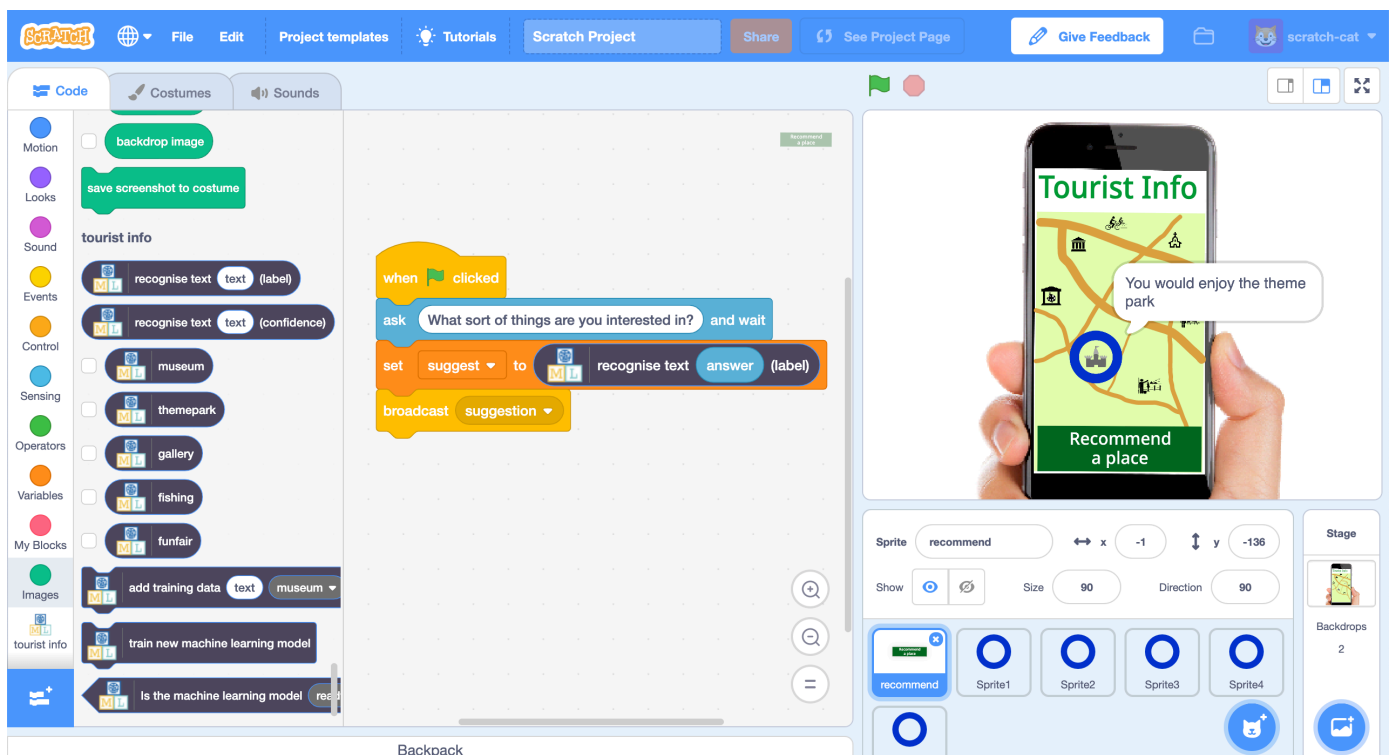 SCRATCH
File
Edit
Project templates
Tutorials
Scratch Project
Share
See Project Page
Give Feedback
scratch-cat
Code
Costumes
Sounds
Motion
Looks
Sound
Events
Control
Sensing
Operators
Variables
My Blocks
Images
tourist info
backdrop image
save screenshot to costume
tourist info
recognise text text (label)
recognise text text (confidence)
museum
themepark
gallery
fishing
funfair
add training data text museum
train new machine learning model
Is the machine learning model
Recommend
a place
when clicked
ask What sort of things are you interested in? and wait
set suggest to recognise text answer (label)
broadcast suggestion
Backpack
Tourist Info
You would enjoy the theme
park
Recommend
a place
Sprite recommend x -1 y -136
Show Size 90 Direction 90
Recommend
a place
recommend
Sprite1
Sprite2
Sprite3
Sprite4
Stage
Backdrops
2